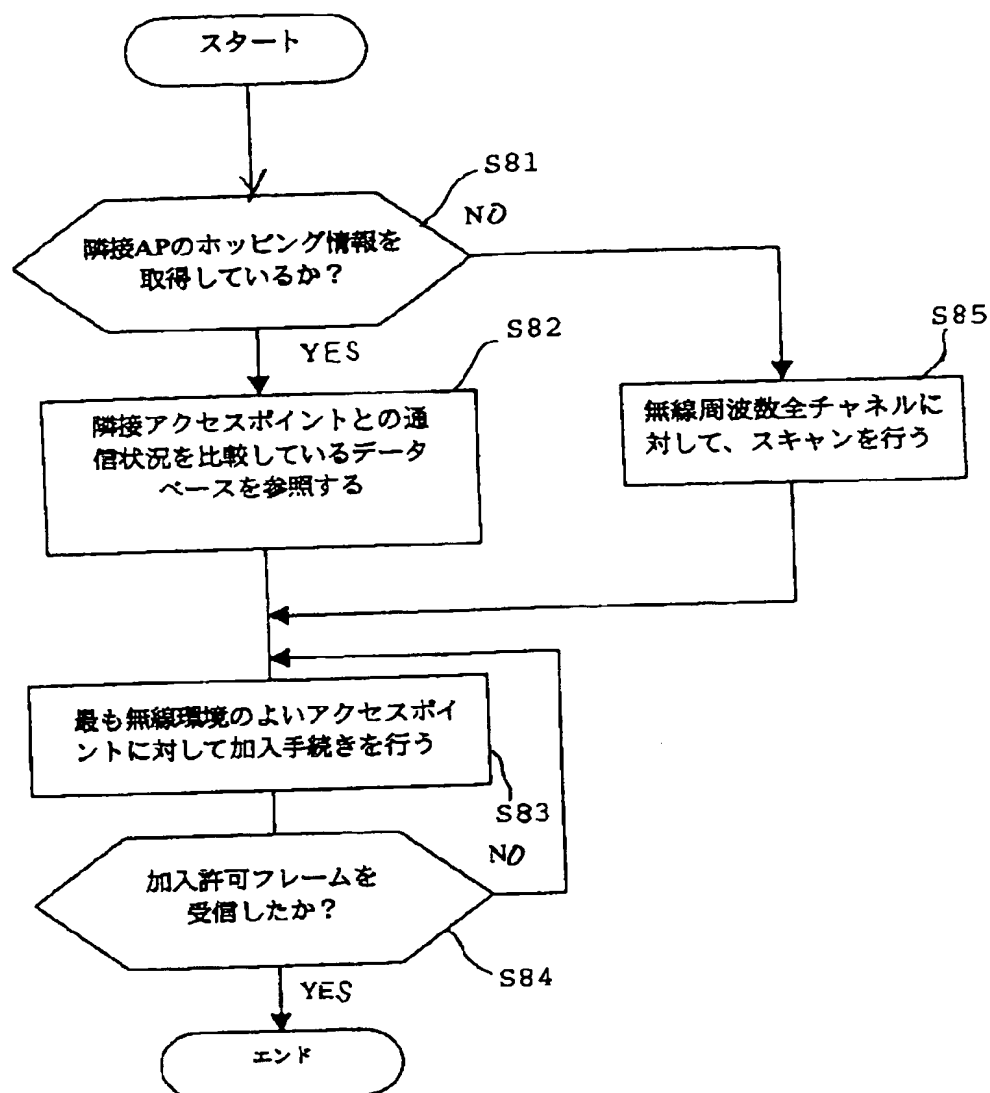 スタート
S81
NO
隣接APのホッピング情報を
取得しているか？
YES
S82
S85
隣接アクセスポイントとの通
信状況を比較しているデータ
ベースを参照する
無線周波数全チャネルに
対して、スキャンを行う
最も無線環境のよいアクセスポイ
ントに対して加入手続きを行う
S83
NO
加入許可フレームを
受信したか？
S84
YES
エンド